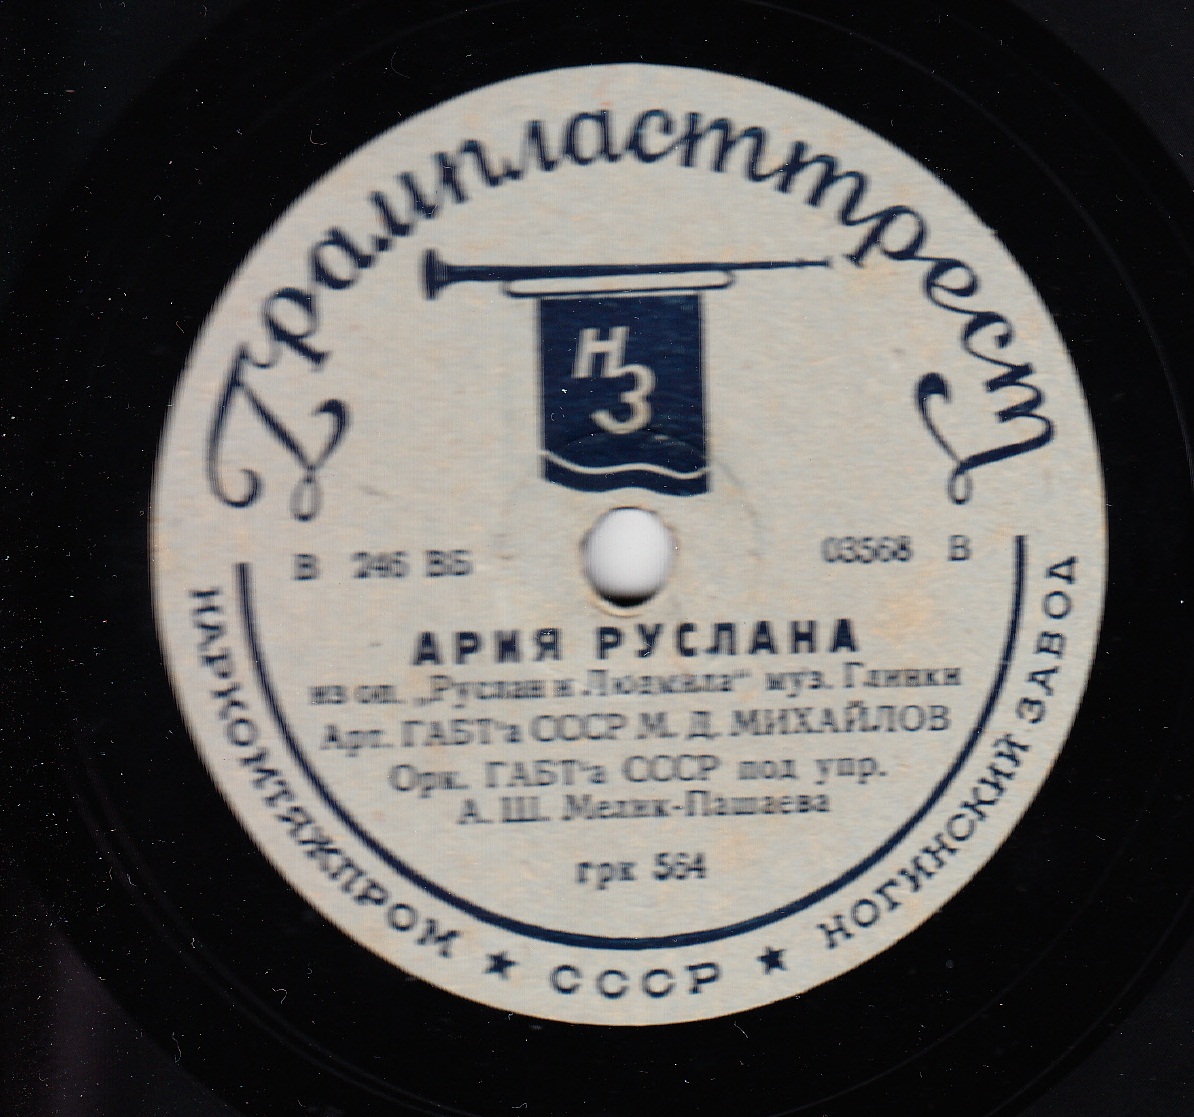 Грампласттрест
НЗ
В 246 ВБ
03568 В
АРИЯ РУСЛАНА
из оп. „Руслан и Людмила“ муз. Глинки
Арт. ГАБТ'а СССР М. Д. МИХАЙЛОВ
Орк. ГАБТ'а СССР под упр.
А. Ш. Мелик-Пашаева
грк 564
НАРКОМТЯЖПРОМ ★ СССР ★ НОГИНСКИЙ ЗАВОД